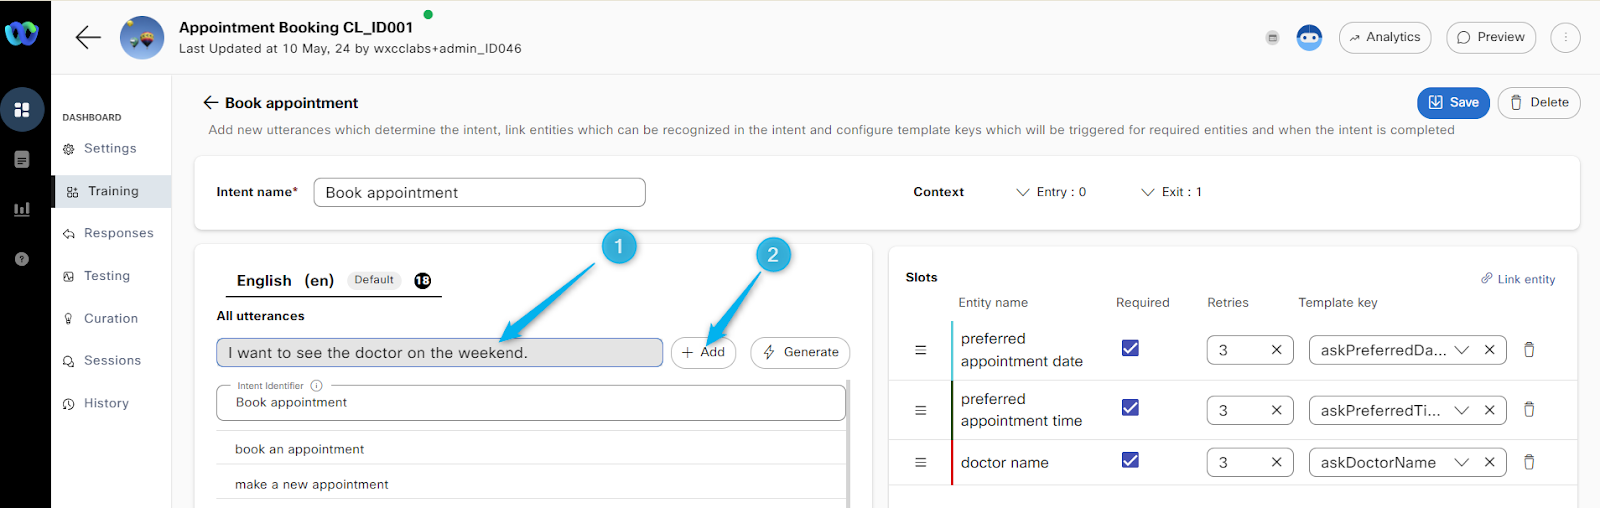 Appointment Booking CL_ID001
Last Updated at 10 May, 24 by wxcclabs+admin_ID046
Analytics
Preview
DASHBOARD
Settings
Training
Responses
Testing
Curation
Sessions
History
Book appointment
Save
Delete
Add new utterances which determine the intent, link entities which can be recognized in the intent and configure template keys which will be triggered for required entities and when the intent is completed
Intent name*
Book appointment
Context
Entry : 0
Exit : 1
1
2
English (en) Default 18
All utterances
I want to see the doctor on the weekend.
+ Add
Generate
Intent Identifier
Book appointment
book an appointment
make a new appointment
Slots
Link entity
Entity name Required Retries Template key
preferred
appointment date
3
askPreferredDa...
preferred
appointment time
3
askPreferredTi...
doctor name
3
askDoctorName